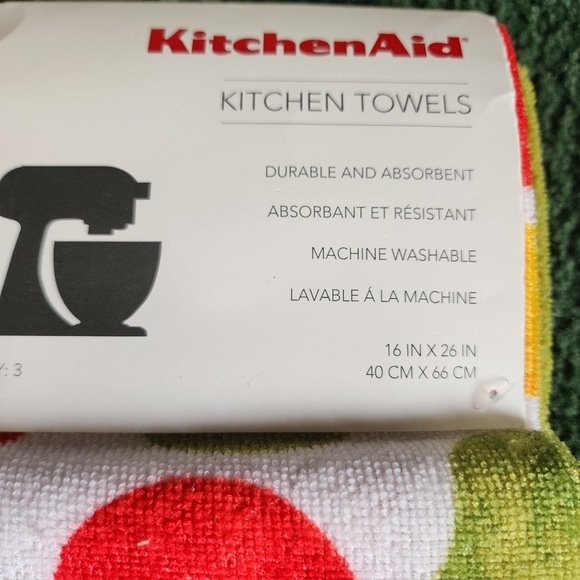 KitchenAid
KITCHEN TOWELS
DURABLE AND ABSORBENT
ABSORBANT ET RÉSISTANT
MACHINE WASHABLE
LAVABLE Á LA MACHINE
16 IN X 26 IN
40 CM X 66 CM
: 3